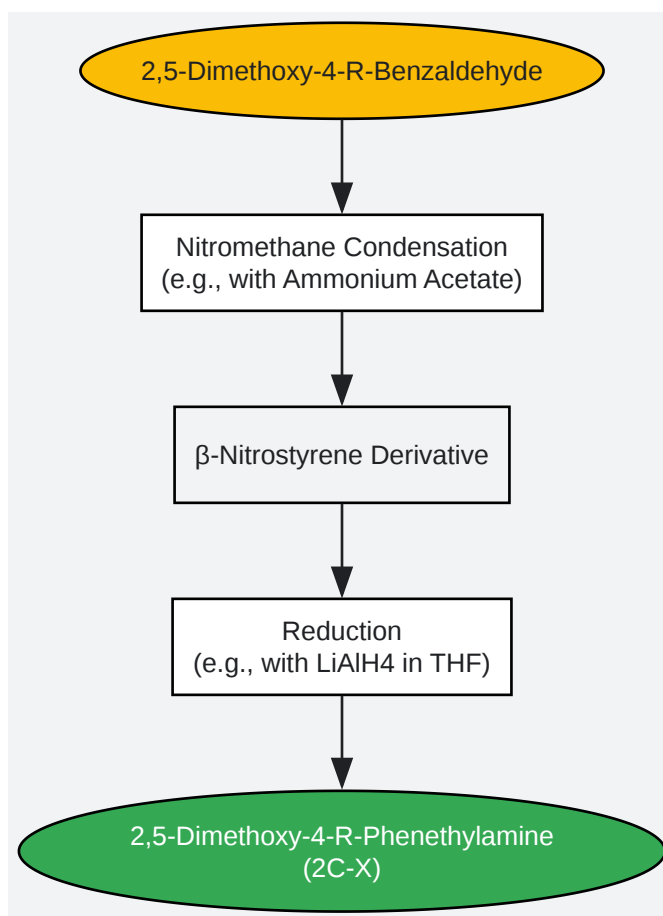 2,5-Dimethoxy-4-R-Benzaldehyde
Nitromethane Condensation
(e.g., with Ammonium Acetate)
β-Nitrostyrene Derivative
Reduction
(e.g., with LiAlH4 in THF)
2,5-Dimethoxy-4-R-Phenethylamine
(2C-X)